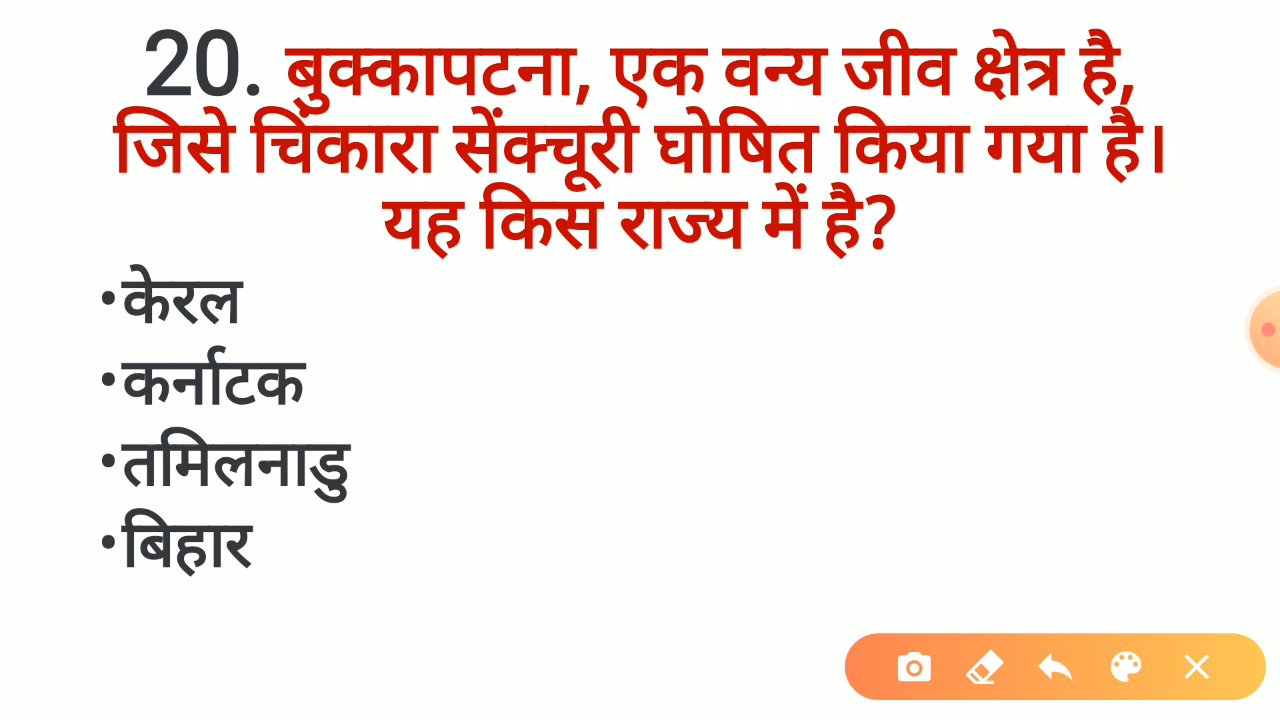 20. बुक्कापटना, एक वन्य जीव क्षेत्र है,
जिसे चिंकारा सेंक्चूरी घोषित किया गया है।
यह किस राज्य में है?
•केरल
•कर्नाटक
•तमिलनाडु
•बिहार